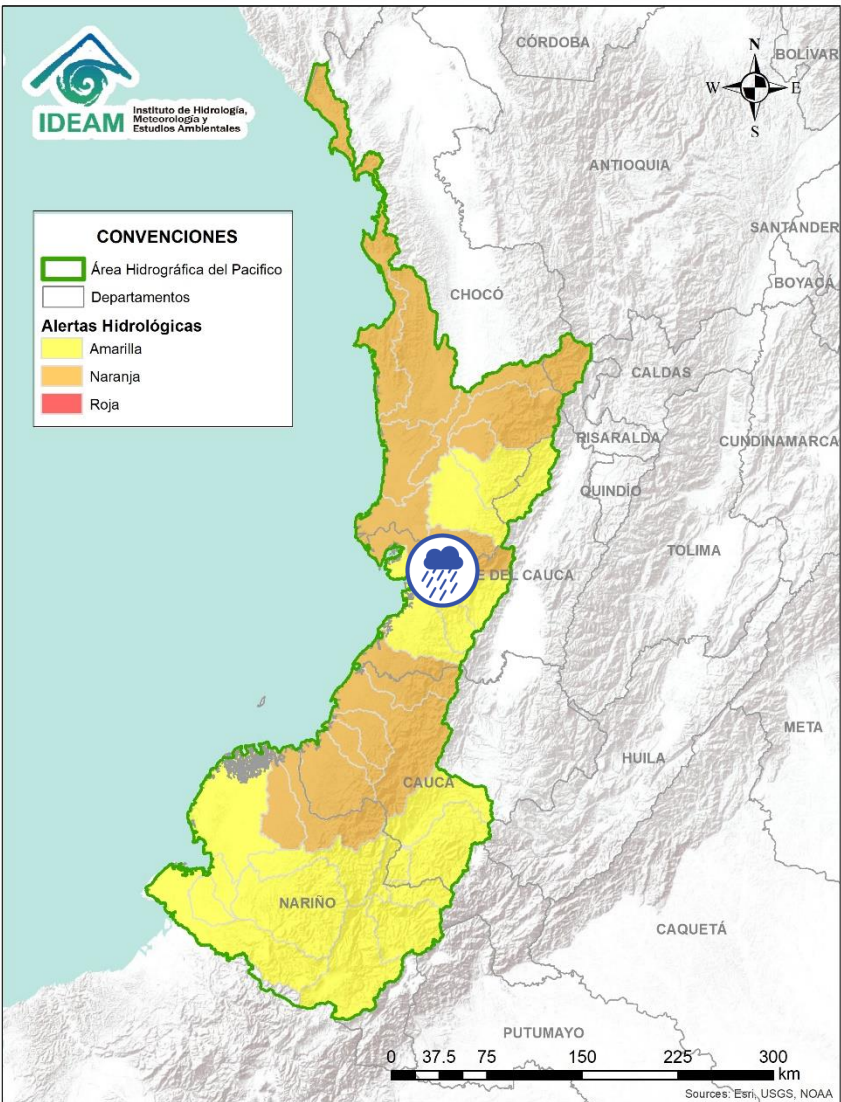 IDEAM
Instituto de Hidrología,
Meteorología y
Estudios Ambientales
N
W
E
S
CÓRDOBA
BOLÍVAR
ANTIOQUIA
SANTANDER
BOYACÁ
CHOCÓ
CALDAS
RISARALDA
CUNDINAMARCA
QUINDÍO
TOLIMA
E DEL CAUCA
META
HUILA
CAUCA
NARIÑO
CAQUETÁ
PUTUMAYO
CONVENCIONES
Área Hidrográfica del Pacifico
Departamentos
Alertas Hidrológicas
Amarilla
Naranja
Roja
0 37.5 75 150 225 300
km
Sources: Esri, USGS, NOAA